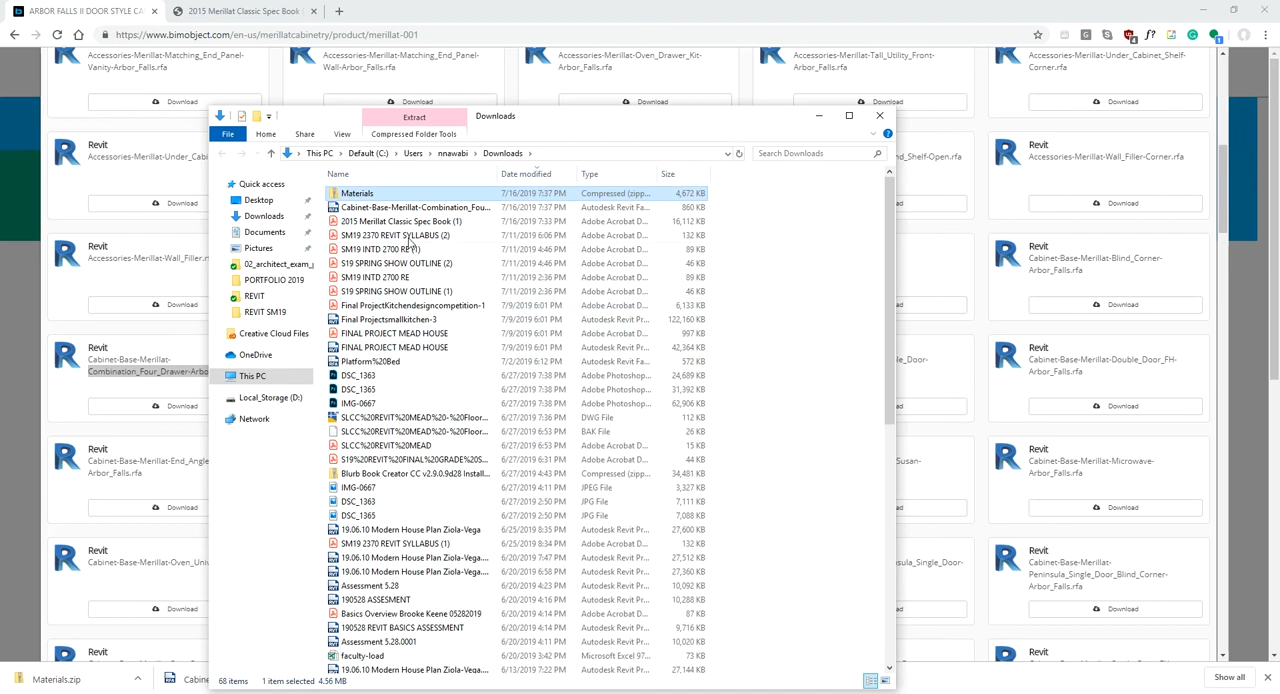 ARBOR FALLS II DOOR STYLE CA
2015 Merillat Classic Spec Book
https://www.bimobject.com/en-us/merillatcabinetry/product/merillat-001
Accessories-Merillat-Matching_End_Panel-
Vanity-Arbor_Falls.rfa
Download
Accessories-Merillat-Matching_End_Panel-
Wall-Arbor_Falls.rfa
Download
Accessories-Merillat-Oven_Drawer_Kit-
Arbor_Falls.rfa
Download
Accessories-Merillat-Tall_Utility_Front-
Arbor_Falls.rfa
Download
Accessories-Merillat-Under_Cabinet_Shelf-
Corner.rfa
Download
Extract
Downloads
File
Home
Share
View
Compressed Folder Tools
This PC
Default (C:)
Users
nnawabi
Downloads
Search Downloads
Name
Date modified
Type
Size
Quick access
Desktop
Downloads
Documents
Pictures
02_architect_exam_
PORTFOLIO 2019
REVIT
REVIT SM19
Creative Cloud Files
OneDrive
This PC
Local_Storage (D:)
Network
Materials 7/16/2019 7:37 PM Compressed (zipp... 4,672 KB
Cabinet-Base-Merillat-Combination_Fou... 7/16/2019 7:37 PM Autodesk Revit Fa... 860 KB
2015 Merillat Classic Spec Book (1) 7/16/2019 7:33 PM Adobe Acrobat D... 16,112 KB
SM19 2370 REVIT SYLLABUS (2) 7/11/2019 6:06 PM Adobe Acrobat D... 132 KB
SM19 INTD 2700 RE (1) 7/11/2019 4:46 PM Adobe Acrobat D... 89 KB
S19 SPRING SHOW OUTLINE (2) 7/11/2019 4:46 PM Adobe Acrobat D... 46 KB
SM19 INTD 2700 RE 7/11/2019 2:36 PM Adobe Acrobat D... 89 KB
S19 SPRING SHOW OUTLINE (1) 7/11/2019 2:36 PM Adobe Acrobat D... 46 KB
Final ProjectKitchendesigncompetition-1 7/9/2019 6:01 PM Adobe Acrobat D... 6,133 KB
Final Projectsmallkitchen-3 7/9/2019 6:01 PM Autodesk Revit Pr... 122,160 KB
FINAL PROJECT MEAD HOUSE 7/9/2019 6:01 PM Adobe Acrobat D... 997 KB
FINAL PROJECT MEAD HOUSE 7/9/2019 6:01 PM Autodesk Revit Pr... 42,364 KB
Platform%20Bed 7/2/2019 6:12 PM Autodesk Revit Fa... 572 KB
DSC_1363 6/27/2019 7:38 PM Adobe Photoshop... 24,689 KB
DSC_1365 6/27/2019 7:38 PM Adobe Photoshop... 31,392 KB
IMG-0667 6/27/2019 7:38 PM Adobe Photoshop... 62,906 KB
SLCC%20REVIT%20MEAD%20-%20Floor... 6/27/2019 6:53 PM DWG File 112 KB
SLCC%20REVIT%20MEAD%20-%20Floor... 6/27/2019 6:53 PM BAK File 26 KB
SLCC%20REVIT%20MEAD 6/27/2019 6:53 PM Adobe Acrobat D... 15 KB
S19%20REVIT%20FINAL%20GRADE%20S... 6/27/2019 6:31 PM Adobe Acrobat D... 44 KB
Blurb Book Creator CC v2.9.0.9d28 Install... 6/27/2019 4:43 PM Compressed (zipp... 34,481 KB
IMG-0667 6/27/2019 4:11 PM JPEG File 3,327 KB
DSC_1363 6/27/2019 2:50 PM JPG File 7,111 KB
DSC_1365 6/27/2019 2:50 PM JPG File 7,088 KB
19.06.10 Modern House Plan Ziola-Vega 6/25/2019 8:35 PM Autodesk Revit Pr... 27,600 KB
SM19 2370 REVIT SYLLABUS (1) 6/25/2019 8:34 PM Adobe Acrobat D... 132 KB
19.06.10 Modern House Plan Ziola-Vega.... 6/20/2019 7:47 PM Autodesk Revit Pr... 27,512 KB
19.06.10 Modern House Plan Ziola-Vega.... 6/20/2019 6:58 PM Autodesk Revit Pr... 27,360 KB
Assessment 5.28 6/20/2019 4:23 PM Autodesk Revit Pr... 10,092 KB
190528 ASSESMENT 6/20/2019 4:16 PM Autodesk Revit Pr... 10,288 KB
Basics Overview Brooke Keene 05282019 6/20/2019 4:14 PM Adobe Acrobat D... 87 KB
190528 REVIT BASICS ASSESSMENT 6/20/2019 4:14 PM Autodesk Revit Pr... 9,716 KB
Assessment 5.28.0001 6/20/2019 4:11 PM Autodesk Revit Pr... 10,020 KB
faculty-load 6/20/2019 3:42 PM Microsoft Excel 97... 73 KB
19.06.10 Modern House Plan Ziola-Vega.... 6/13/2019 7:22 PM Autodesk Revit Pr... 27,144 KB
68 items
1 item selected 4.56 MB
Revit
Accessories-Merillat-Under_Cabi
Download
Revit
Accessories-Merillat-Wall_Filler.r
Download
Revit
Cabinet-Base-Merillat-
Combination_Four_Drawer-Arbo
Download
Revit
Cabinet-Base-Merillat-End_Angle
Arbor_Falls.rfa
Download
Revit
Cabinet-Base-Merillat-Oven_Univ
Download
Revit
nd_Shelf-Open.rfa
le_Door-
Susan-
nsula_Single_Door-
Revit
Accessories-Merillat-Wall_Filler-Corner.rfa
Download
Revit
Cabinet-Base-Merillat-Blind_Corner-
Arbor_Falls.rfa
Download
Revit
Cabinet-Base-Merillat-Double_Door_FH-
Arbor_Falls.rfa
Download
Revit
Cabinet-Base-Merillat-Microwave-
Arbor_Falls.rfa
Download
Revit
Cabinet-Base-Merillat-
Peninsula_Single_Door_Blind_Corner-
Arbor_Falls.rfa
Download
Revit
Materials.zip
Cabine
Show all